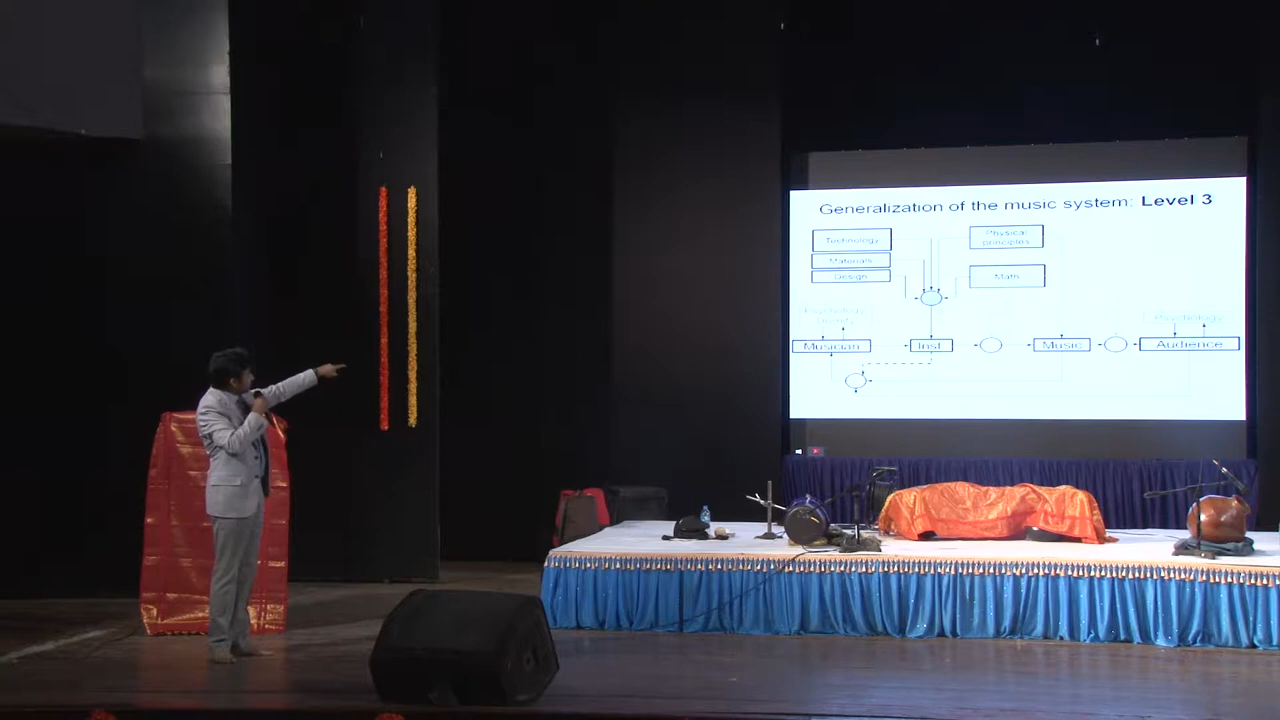 Generalization of the music system: Level 3
Technology
Physical
principles
Materials
Design
Math
Psychology
Psychology
Musician
Inst
Music
Audience